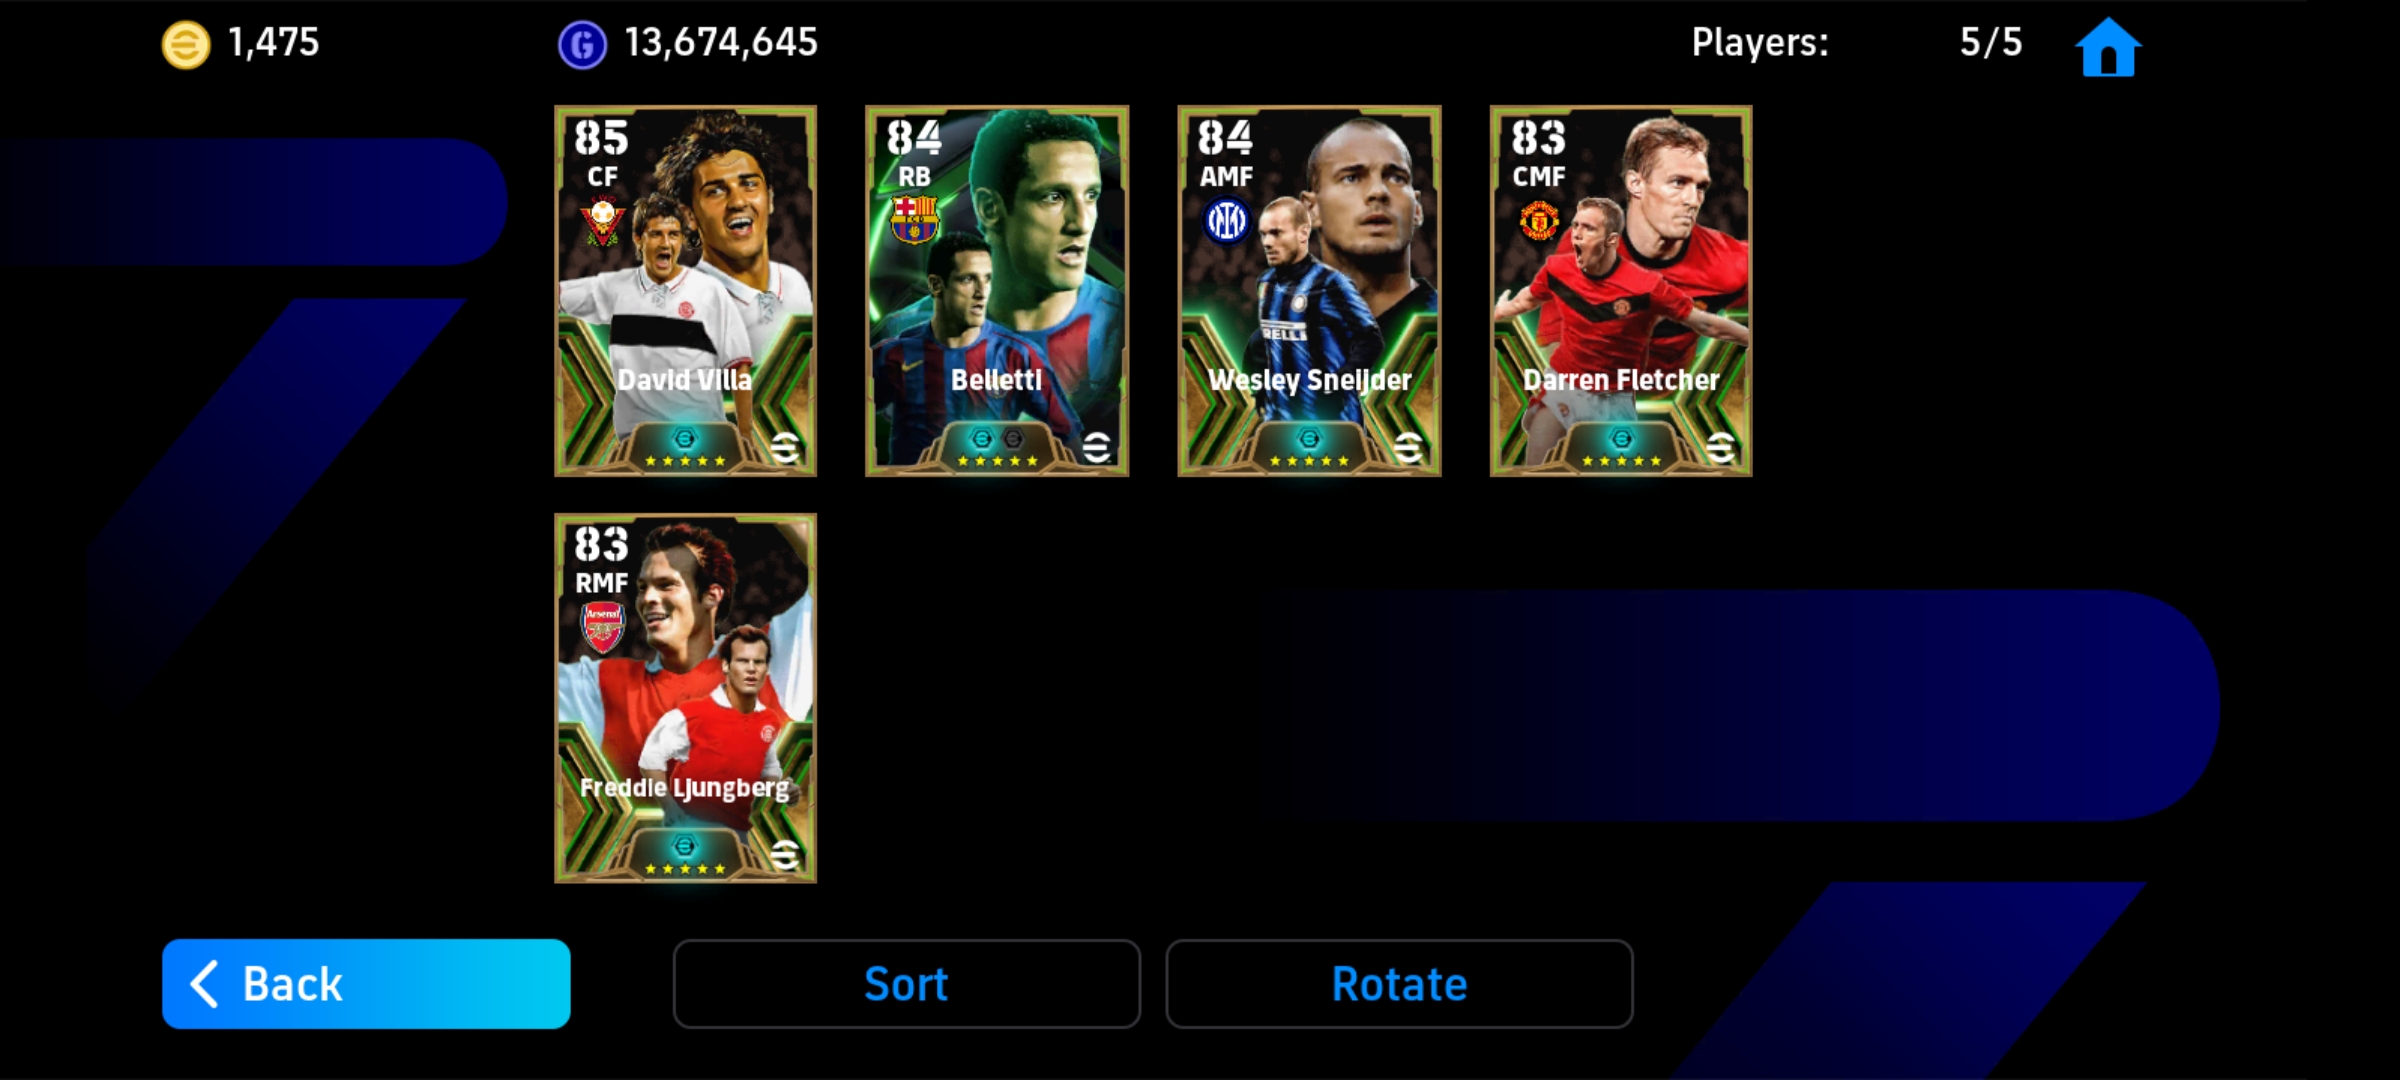 1,475
13,674,645
Players: 5/5
85
CF
David Villa
84
RB
Belletti
84
AMF
Wesley Sneijder
83
CMF
Darren Fletcher
83
RMF
Arsenal
Freddie Ljungberg
Back
Sort
Rotate